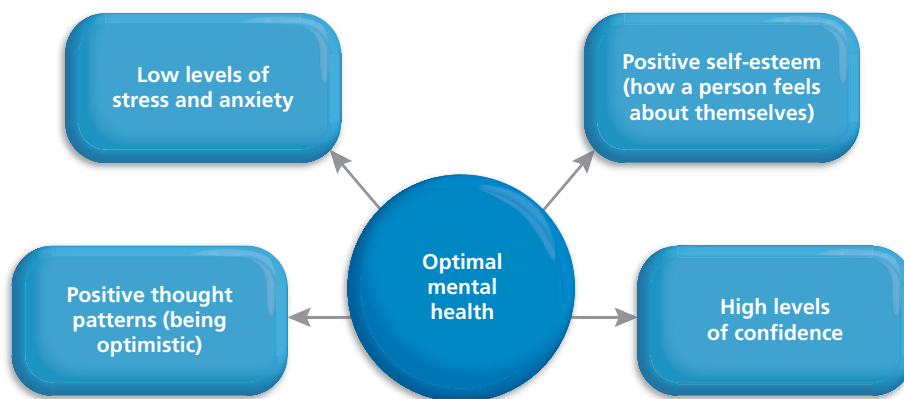 Low levels of
stress and anxiety
Positive self-esteem
(how a person feels
about themselves)
Optimal
mental
health
Positive thought
patterns (being
optimistic)
High levels
of confidence